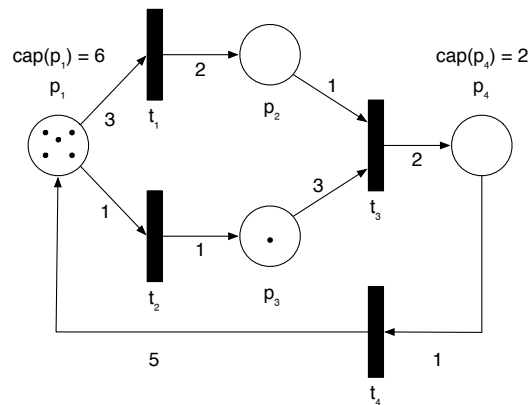 cap(p₁) = 6
p₁
3
t₁
2
p₂
1
cap(p₄) = 2
p₄
1
t₂
1
p₃
3
t₃
2
5
t₄
1